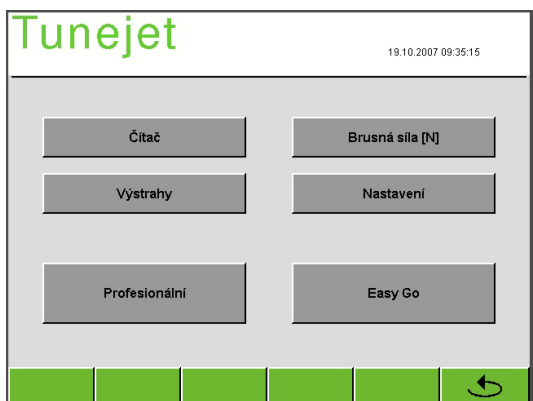 Tunejet
19.10.2007 09:35:15
Čítač
Brusná síla [N]
Výstrahy
Nastavení
Profesionální
Easy Go